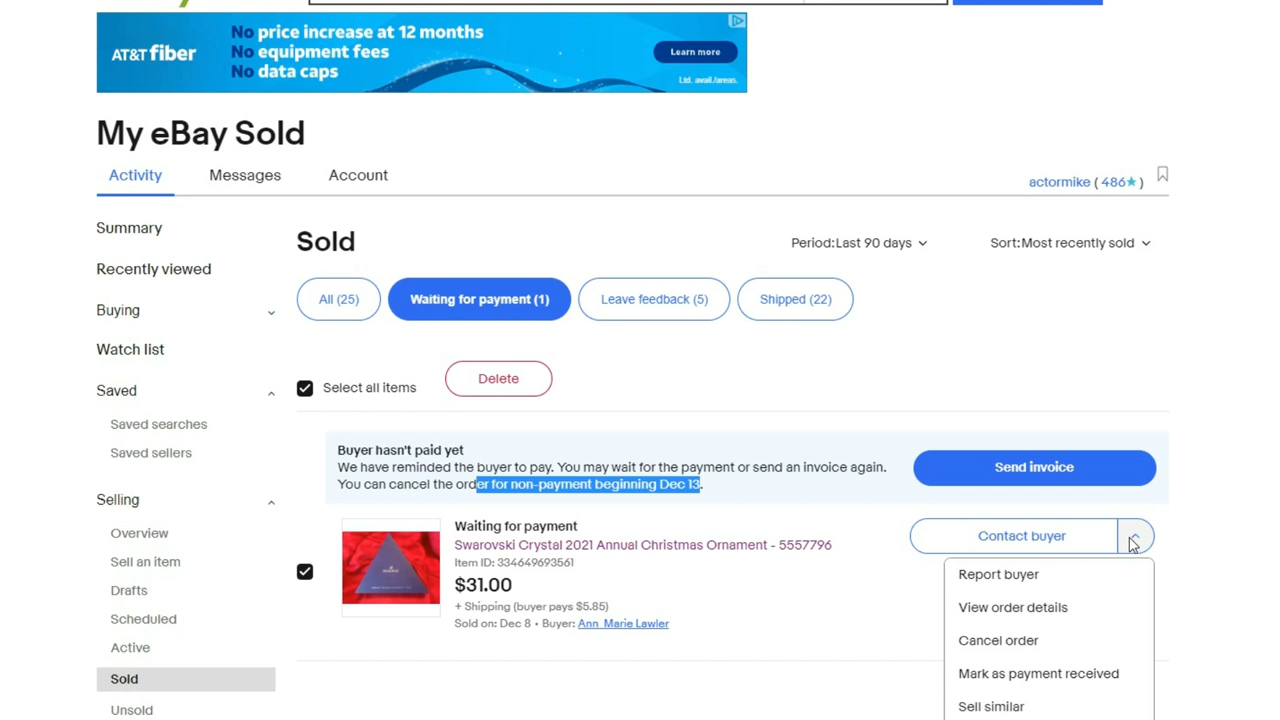 AT&T fiber
No price increase at 12 months
No equipment fees
No data caps
Learn more
Ltd. avail./areas.
My eBay Sold
Activity
Messages
Account
actormike ( 486★ )
Summary
Recently viewed
Buying
Watch list
Saved
Saved searches
Saved sellers
Selling
Overview
Sell an item
Drafts
Scheduled
Active
Sold
Unsold
Sold
Period:Last 90 days
Sort:Most recently sold
All (25)
Waiting for payment (1)
Leave feedback (5)
Shipped (22)
Select all items
Delete
Buyer hasn't paid yet
We have reminded the buyer to pay. You may wait for the payment or send an invoice again.
You can cancel the order for non-payment beginning Dec 13.
Send invoice
Waiting for payment
Swarovski Crystal 2021 Annual Christmas Ornament - 5557796
Item ID: 334649693561
$31.00
+ Shipping (buyer pays $5.85)
Sold on: Dec 8 • Buyer: Ann_Marie Lawler
Contact buyer
Report buyer
View order details
Cancel order
Mark as payment received
Sell similar